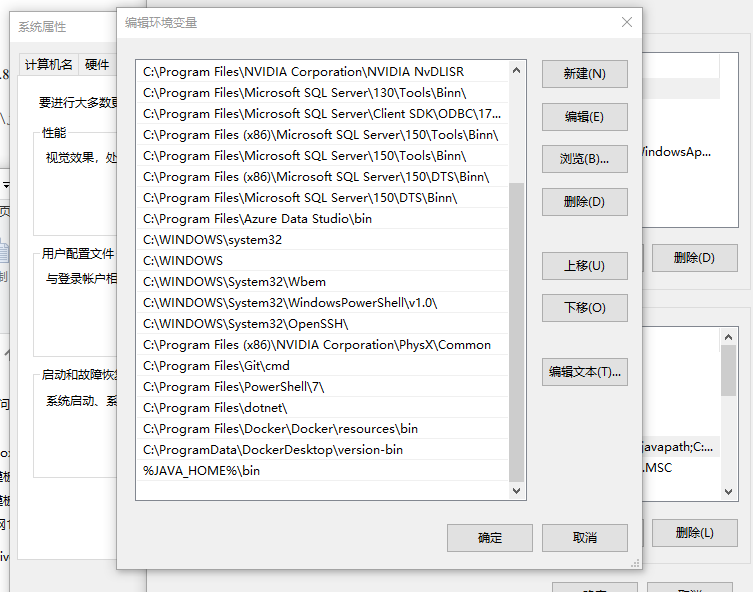 系统属性
计算机名
硬件
要进行大多数更
性能
视觉效果，处
用户配置文件
与登录帐户相
启动和故障恢复
系统启动、系
编辑环境变量
C:\Program Files\NVIDIA Corporation\NVIDIA NvDLISR
C:\Program Files\Microsoft SQL Server\130\Tools\Binn\
C:\Program Files\Microsoft SQL Server\Client SDK\ODBC\17...
C:\Program Files (x86)\Microsoft SQL Server\150\Tools\Binn\
C:\Program Files\Microsoft SQL Server\150\Tools\Binn\
C:\Program Files (x86)\Microsoft SQL Server\150\DTS\Binn\
C:\Program Files\Microsoft SQL Server\150\DTS\Binn\
C:\Program Files\Azure Data Studio\bin
C:\WINDOWS\system32
C:\WINDOWS
C:\WINDOWS\System32\Wbem
C:\WINDOWS\System32\WindowsPowerShell\v1.0\
C:\WINDOWS\System32\OpenSSH\
C:\Program Files (x86)\NVIDIA Corporation\PhysX\Common
C:\Program Files\Git\cmd
C:\Program Files\PowerShell\7\
C:\Program Files\dotnet\
C:\Program Files\Docker\Docker\resources\bin
C:\ProgramData\DockerDesktop\version-bin
%JAVA_HOME%\bin
新建(N)
编辑(E)
浏览(B)...
删除(D)
上移(U)
下移(O)
编辑文本(T)...
确定
取消
VindowsAp...
删除(D)
javapath;C:...
.MSC
删除(L)